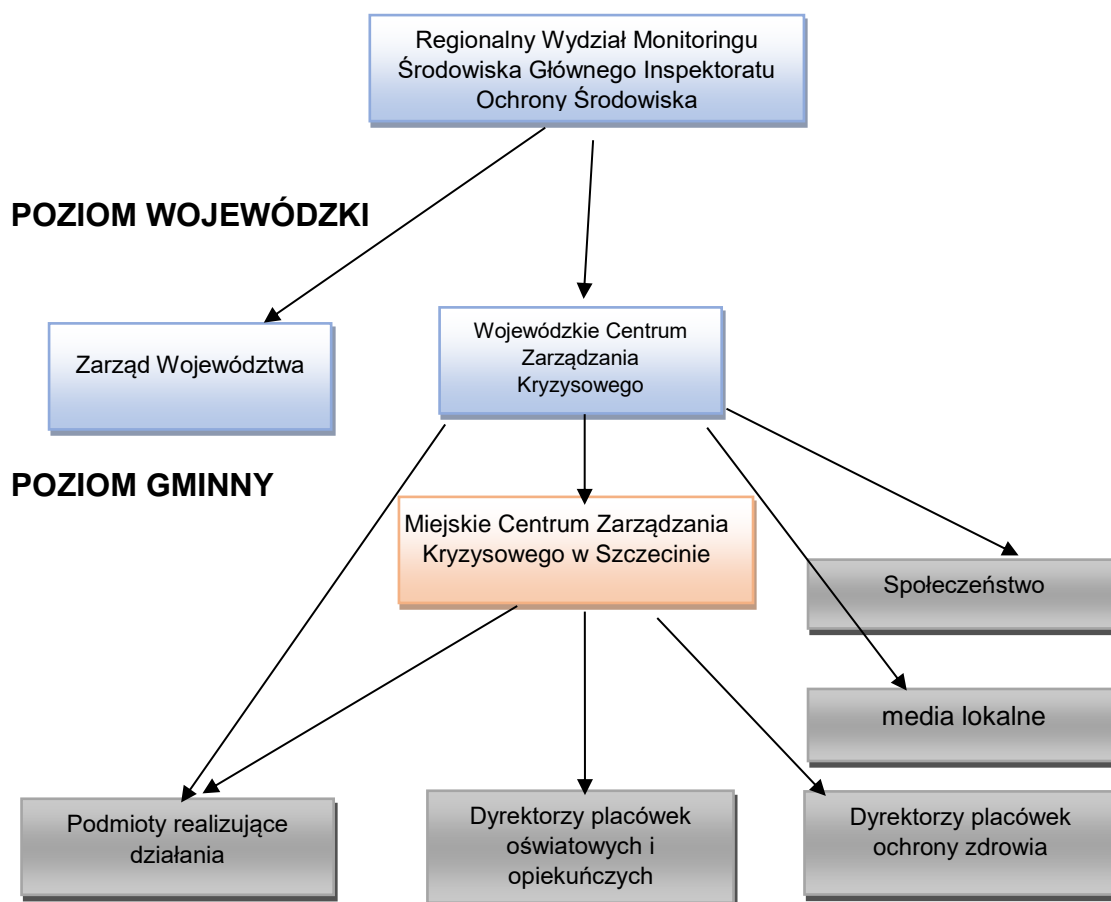 Regionalny Wydział Monitoringu
Środowiska Głównego Inspektoratu
Ochrony Środowiska
POZIOM WOJEWÓDZKI
Zarząd Województwa
Wojewódzkie Centrum
Zarządzania
Kryzysowego
POZIOM GMINNY
Miejskie Centrum Zarządzania
Kryzysowego w Szczecinie
Społeczeństwo
media lokalne
Podmioty realizujące
działania
Dyrektorzy placówek
oświatowych i
opiekuńczych
Dyrektorzy placówek
ochrony zdrowia